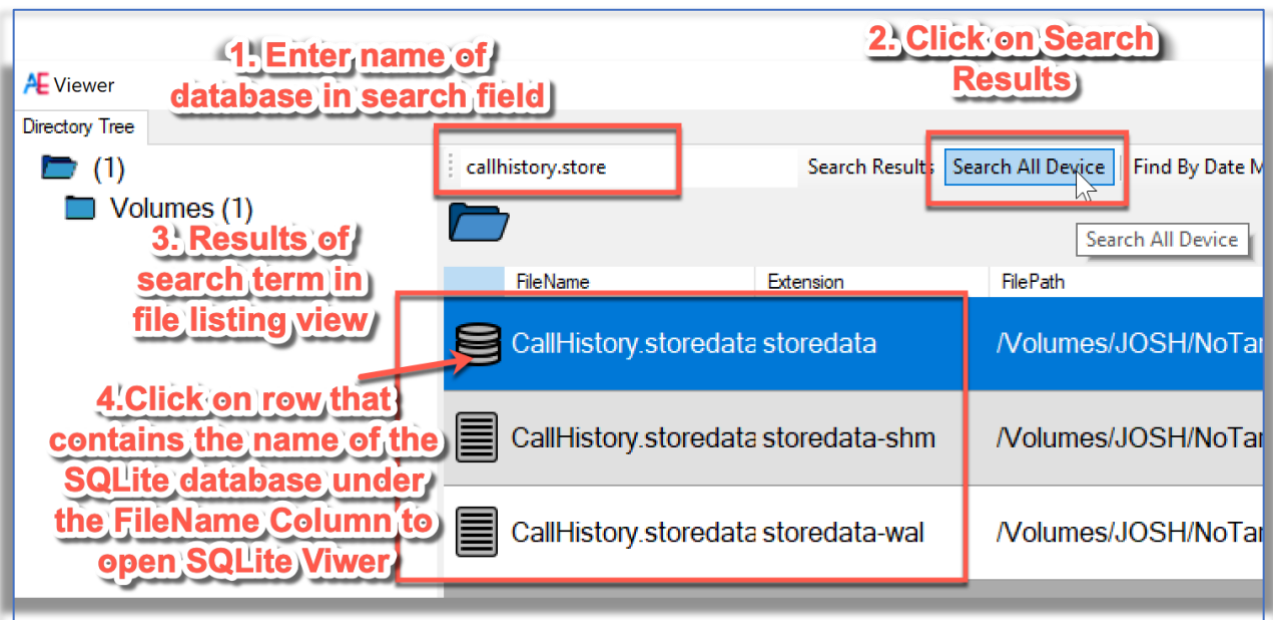 1. Enter name of
database in search field
2. Click on Search
Results
AE Viewer
Directory Tree
(1)
Volumes (1)
callhistory.store
Search Results
Search All Device
Find By Date M
Search All Device
3. Results of
search term in
file listing view
FileName
Extension
FilePath
CallHistory.storedata
storedata
/Volumes/JOSH/NoTar
4.Click on row that
contains the name of the
SQLite database under
the FileName Column to
open SQLite Viwer
CallHistory.storedata
storedata-shm
/Volumes/JOSH/NoTar
CallHistory.storedata
storedata-wal
/Volumes/JOSH/NoTar